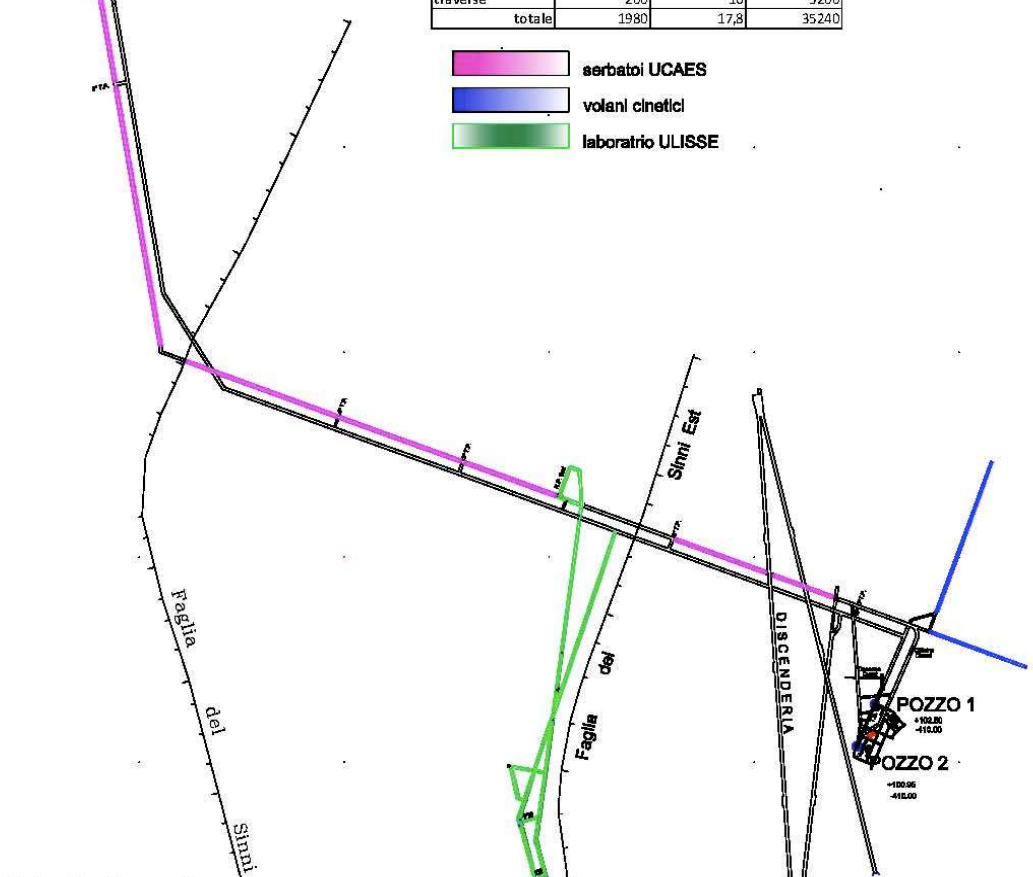 traverse 200 16 3200
totale 1980 17,8 35240
serbatoi UCAES
volani cinetici
laboratrio ULISSE
Sinni Est
del
Faglia
Faglia
del
Sinni
DISCENDERIA
POZZO 1
+102.80
-410.00
POZZO 2
+100.95
-410.00